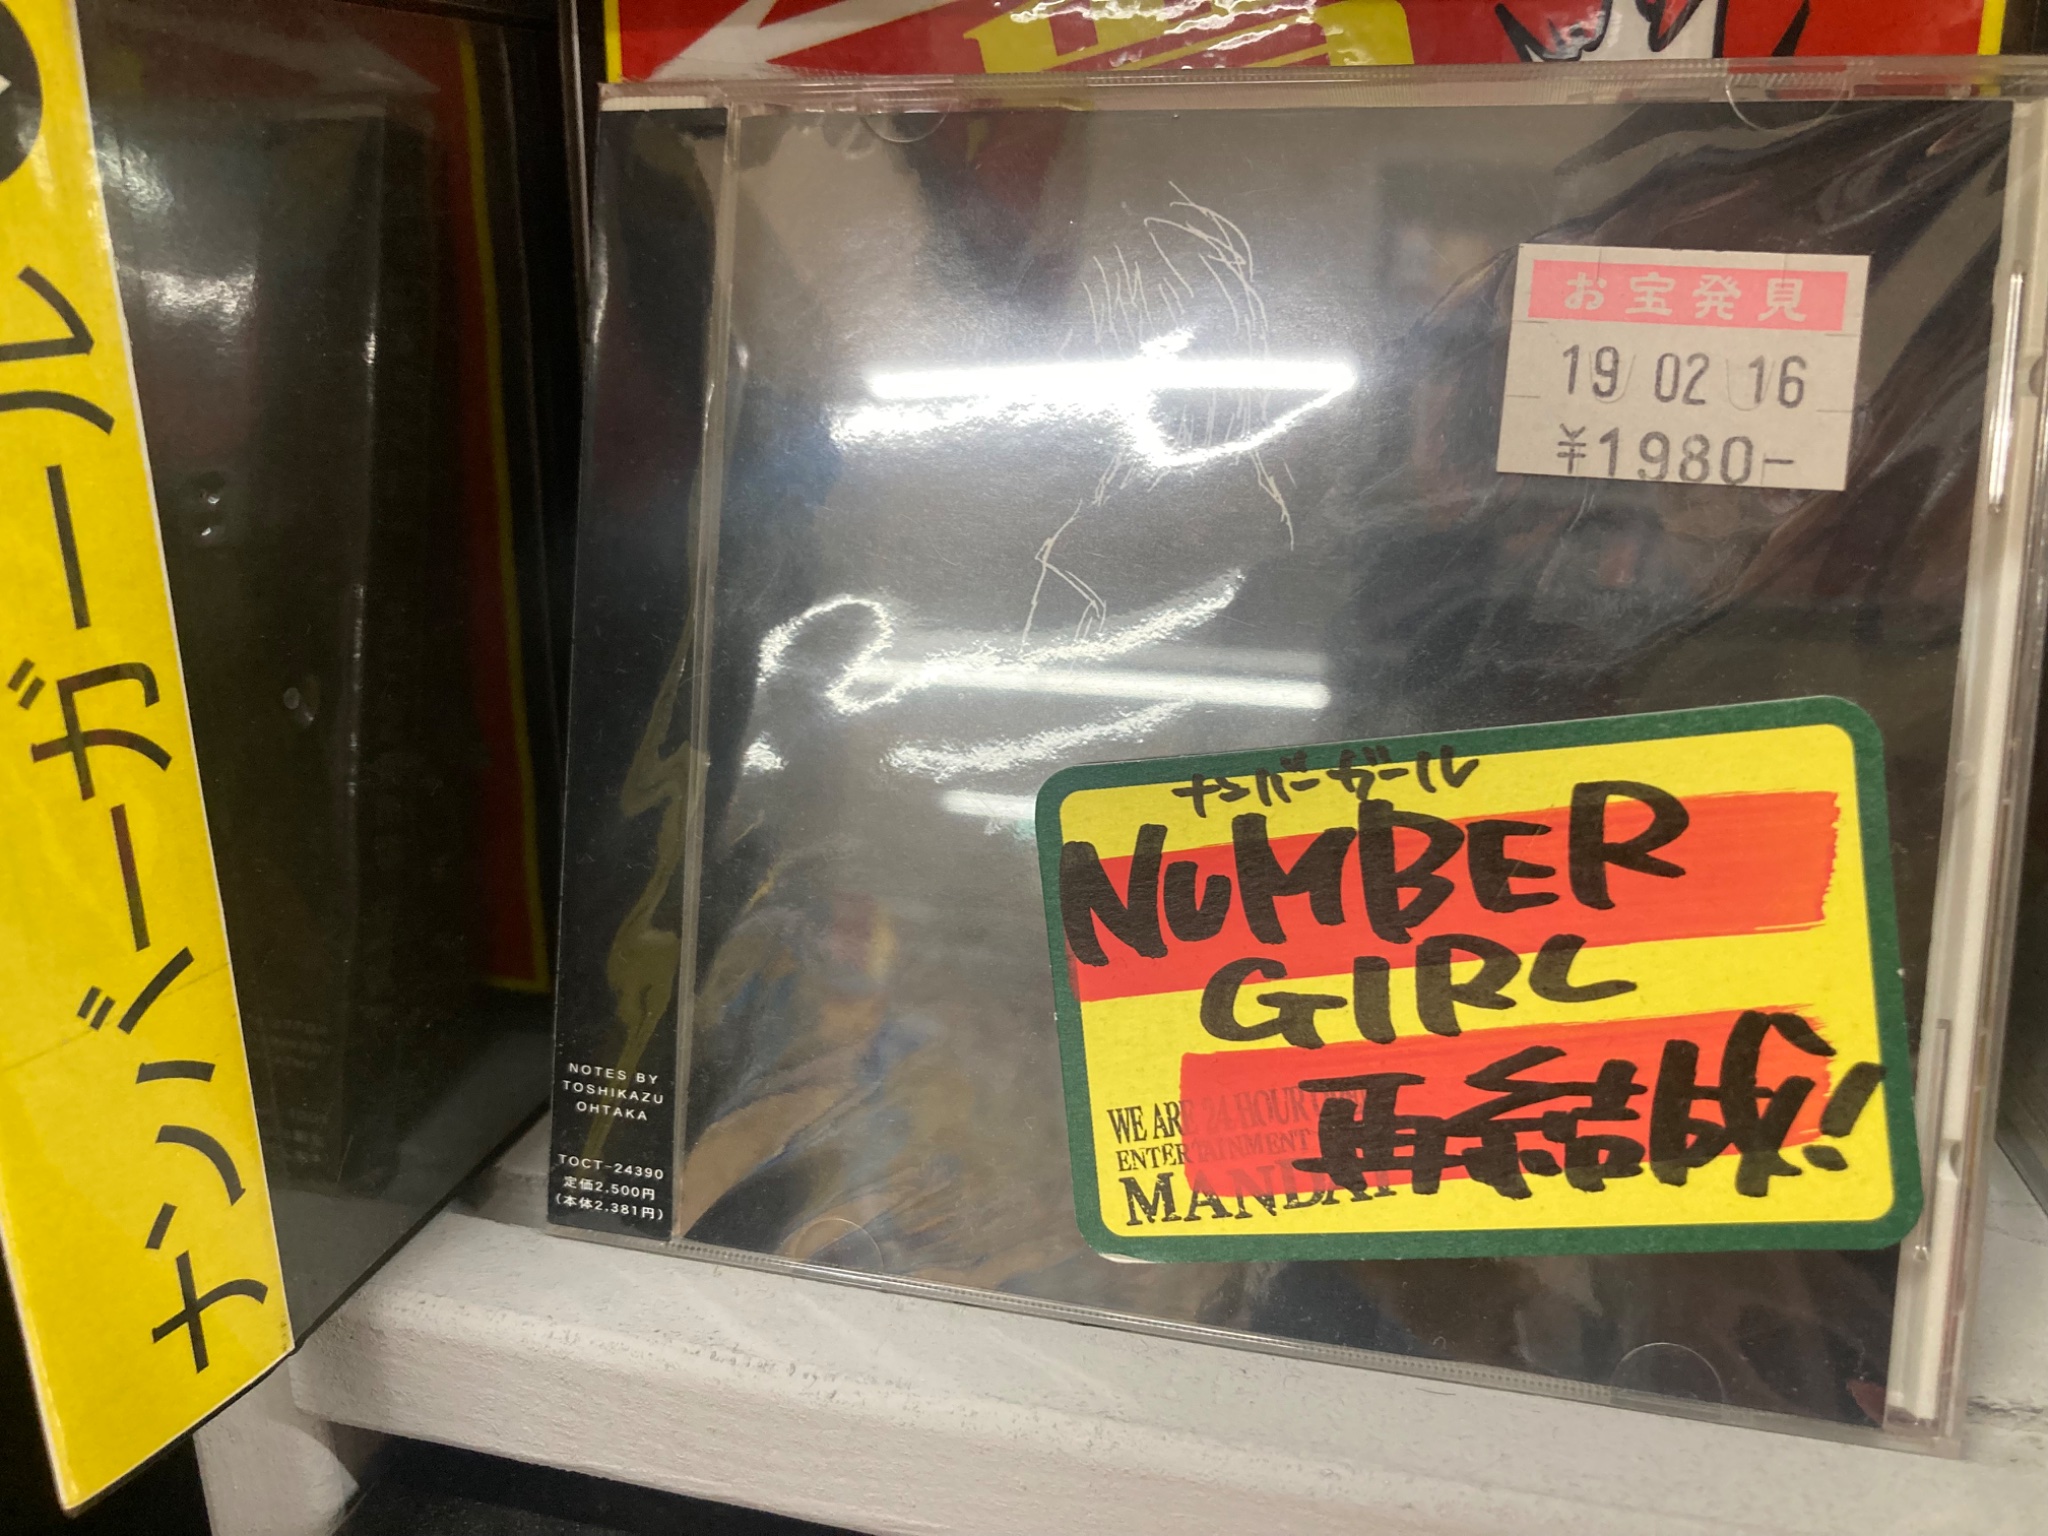 ナンバーガール
お宝発見
19 02 16
¥1980-
ナンバーガール
NUMBER
GIRL
再結成!
WE ARE 24-HOUR
ENTERTAINMENT
NOTES BY
TOSHIKAZU
OHTAKA
TOCT-24390
定価2,500円
(本体2,381円)